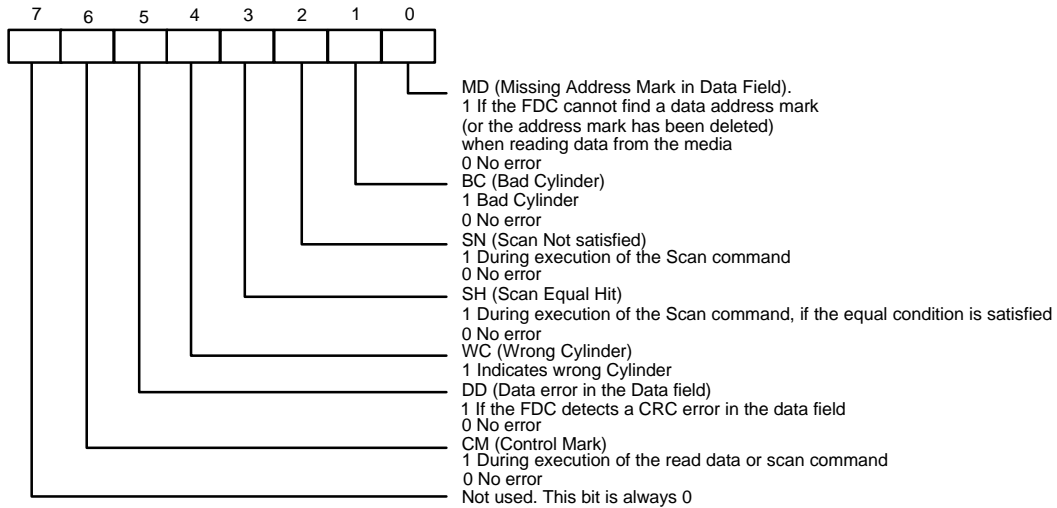 7 6 5 4 3 2 1 0
MD (Missing Address Mark in Data Field).
1 If the FDC cannot find a data address mark
(or the address mark has been deleted)
when reading data from the media
0 No error
BC (Bad Cylinder)
1 Bad Cylinder
0 No error
SN (Scan Not satisfied)
1 During execution of the Scan command
0 No error
SH (Scan Equal Hit)
1 During execution of the Scan command, if the equal condition is satisfied
0 No error
WC (Wrong Cylinder)
1 Indicates wrong Cylinder
DD (Data error in the Data field)
1 If the FDC detects a CRC error in the data field
0 No error
CM (Control Mark)
1 During execution of the read data or scan command
0 No error
Not used. This bit is always 0